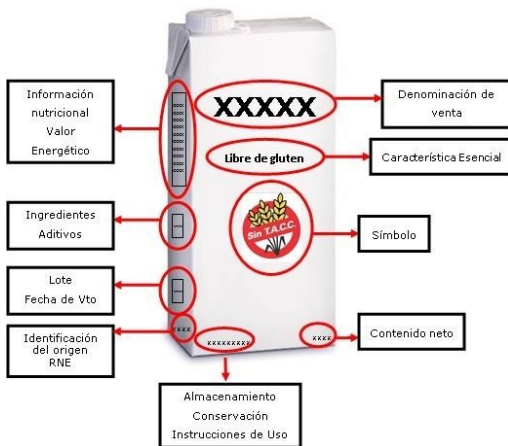 Información
nutricional
Valor
Energético
Ingredientes
Aditivos
Lote
Fecha de Vto
Identificación
del origen
RNE
XXXXX
Libre de gluten
Sin T.A.C.C.
xxxx
xxxxxxxxx
xxxx
Denominación de
venta
Característica Esencial
Símbolo
Contenido neto
Almacenamiento
Conservación
Instrucciones de Uso